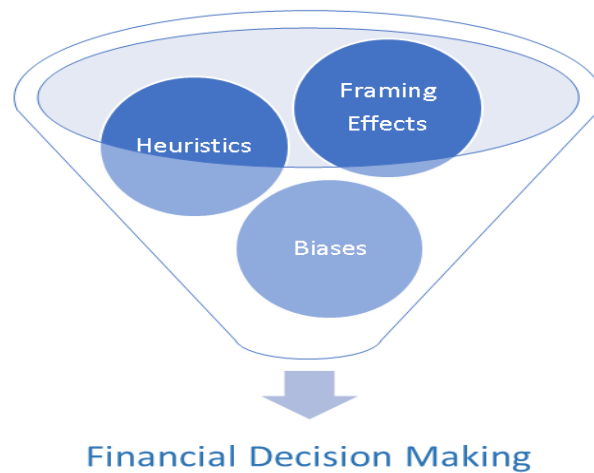 Framing
Effects
Heuristics
Biases
Financial Decision Making